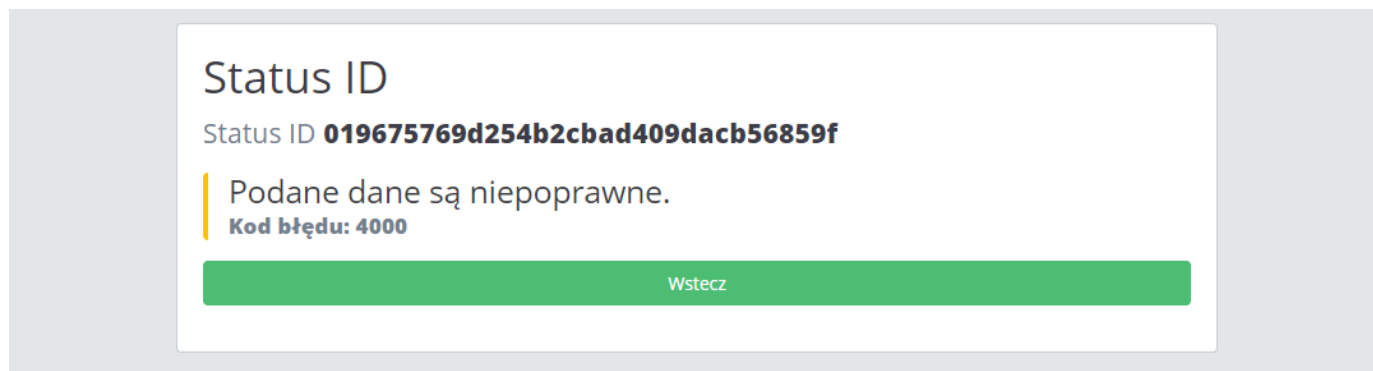 Status ID
Status ID 019675769d254b2cbad409dacb56859f
Podane dane są niepoprawne.
Kod błędu: 4000
Wstecz